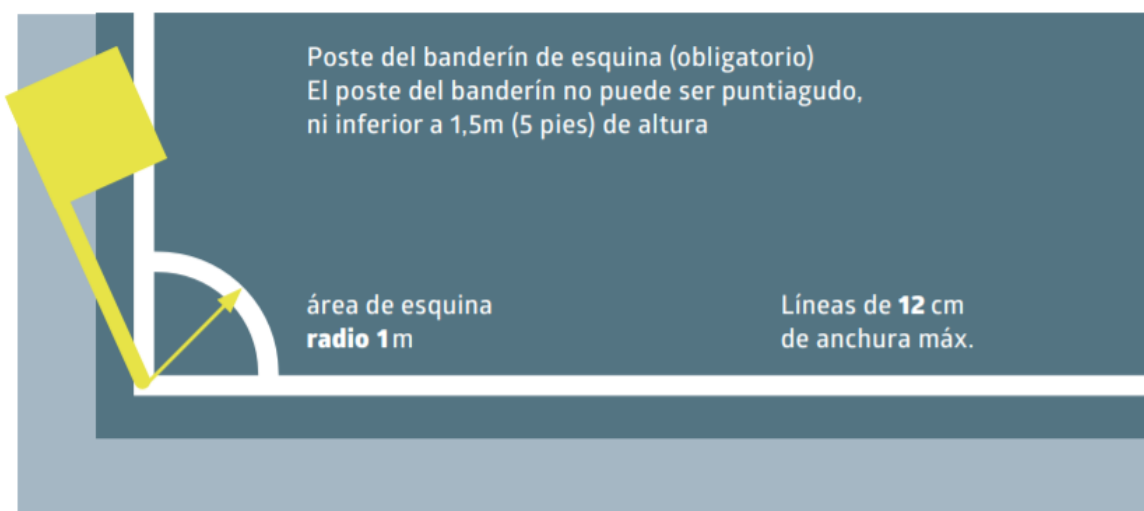 Poste del banderín de esquina (obligatorio)
El poste del banderín no puede ser puntiagudo,
ni inferior a 1,5m (5 pies) de altura
área de esquina
radio 1m
Líneas de 12 cm
de anchura máx.